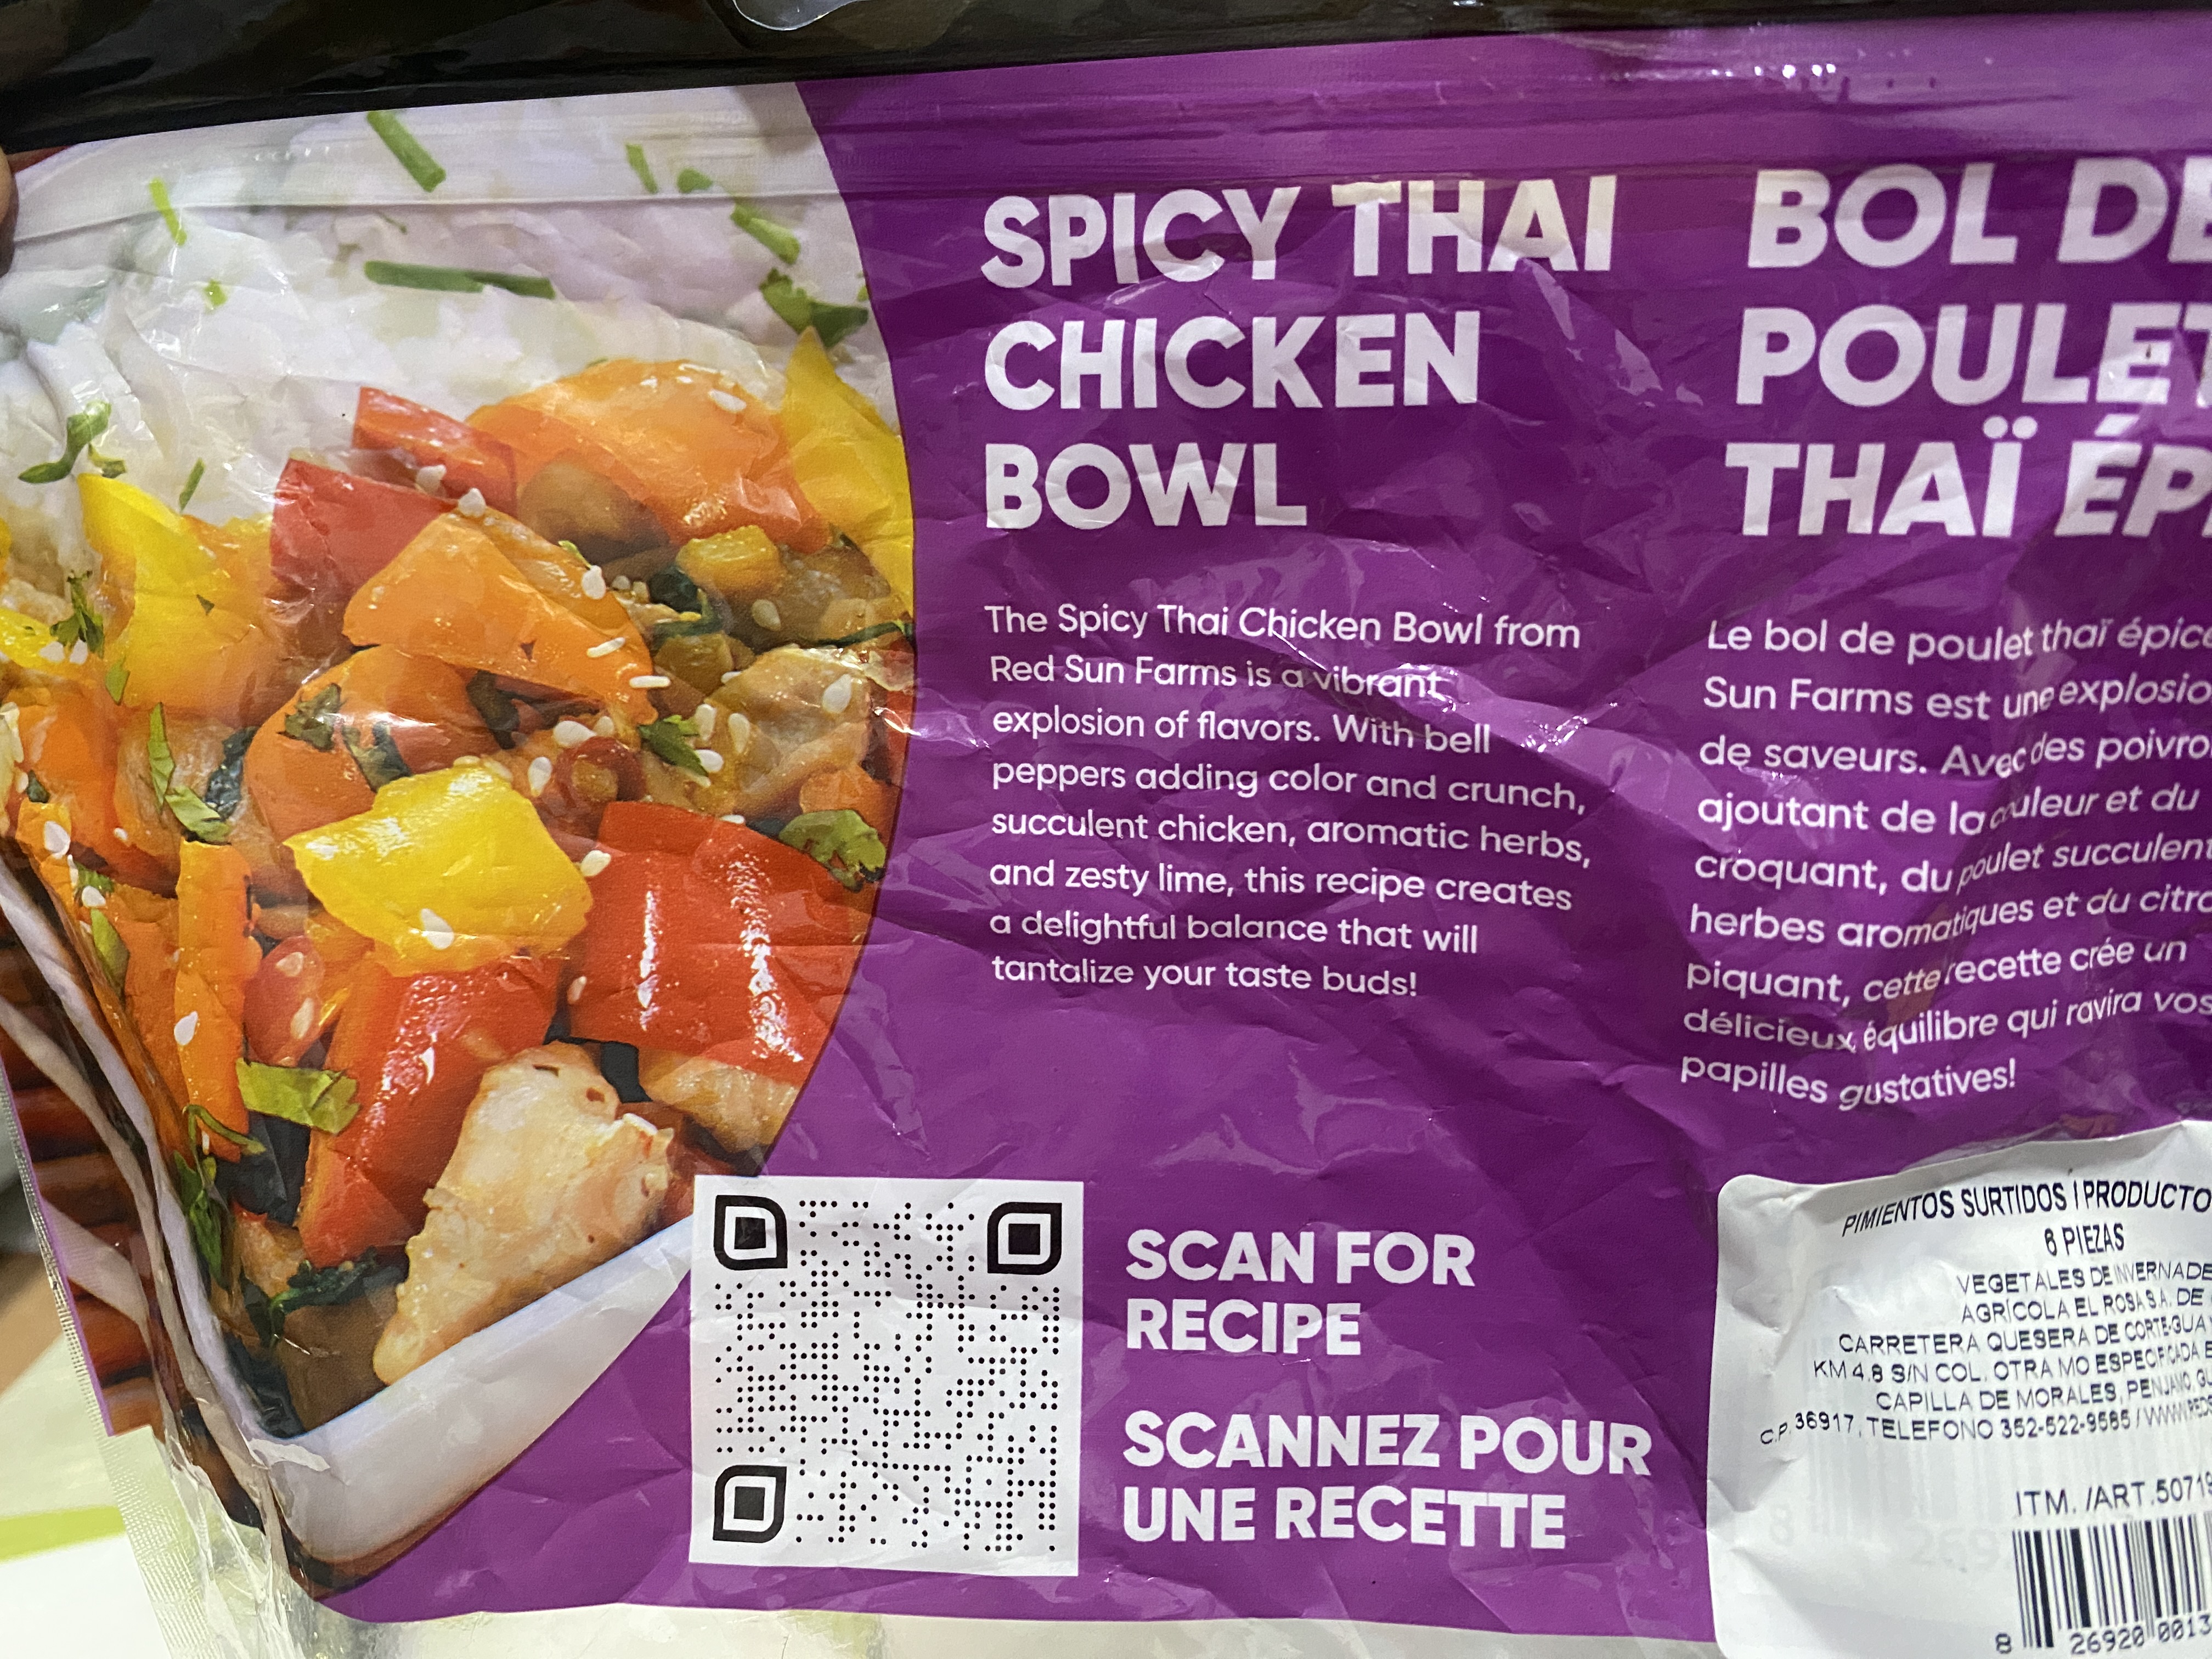 SPICY THAI
CHICKEN
BOWL
The Spicy Thai Chicken Bowl from
Red Sun Farms is a vibrant
explosion of flavors. With bell
peppers adding color and crunch,
succulent chicken, aromatic herbs,
and zesty lime, this recipe creates
a delightful balance that will
tantalize your taste buds!
SCAN FOR
RECIPE
SCANNEZ POUR
UNE RECETTE
BOL DE
POULET
THAÏ ÉP
Le bol de poulet thaï épic
Sun Farms est une explosio
de saveurs. Avec des poivro
ajoutant de la couleur et du
croquant, du poulet succulent
herbes aromatiques et du citro
piquant, cette recette crée un
délicieux équilibre qui ravira vos
papilles gustatives!
PIMIENTOS SURTIDOS | PRODUCTO
6 PIEZAS
VEGETALES DE INVERNADE
AGRÍCOLA EL ROSA S.A. DE
CARRETERA QUESERA DE CORTE-GUA
KM 4.8 S/N COL. OTRA MO ESPECIFICADA E
CAPILLA DE MORALES, PENJAMO, GU
C.P. 36917, TELEFONO 352-522-9585 / WWW.REDS
ITM. /ART.5071
8 26920 0013